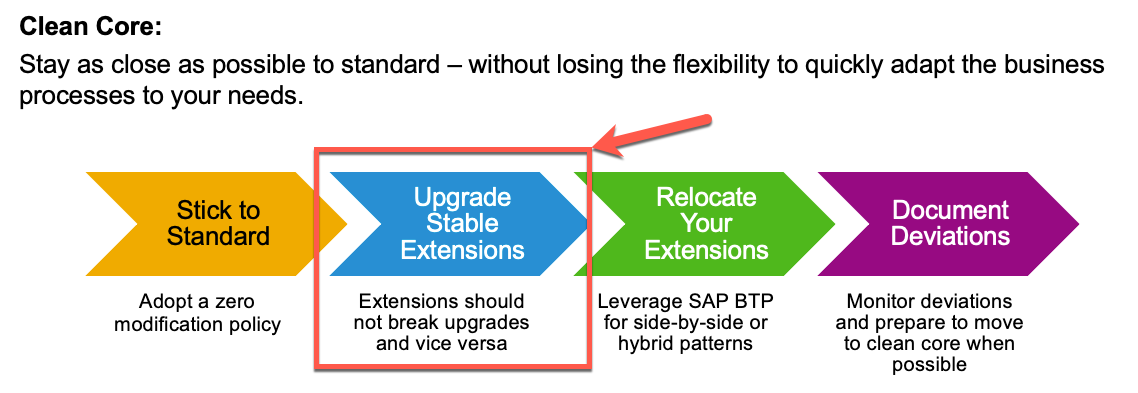 Clean Core:
Stay as close as possible to standard – without losing the flexibility to quickly adapt the business
processes to your needs.
Stick to
Standard
Adopt a zero
modification policy
Upgrade
Stable
Extensions
Extensions should
not break upgrades
and vice versa
Relocate
Your
Extensions
Leverage SAP BTP
for side-by-side or
hybrid patterns
Document
Deviations
Monitor deviations
and prepare to move
to clean core when
possible